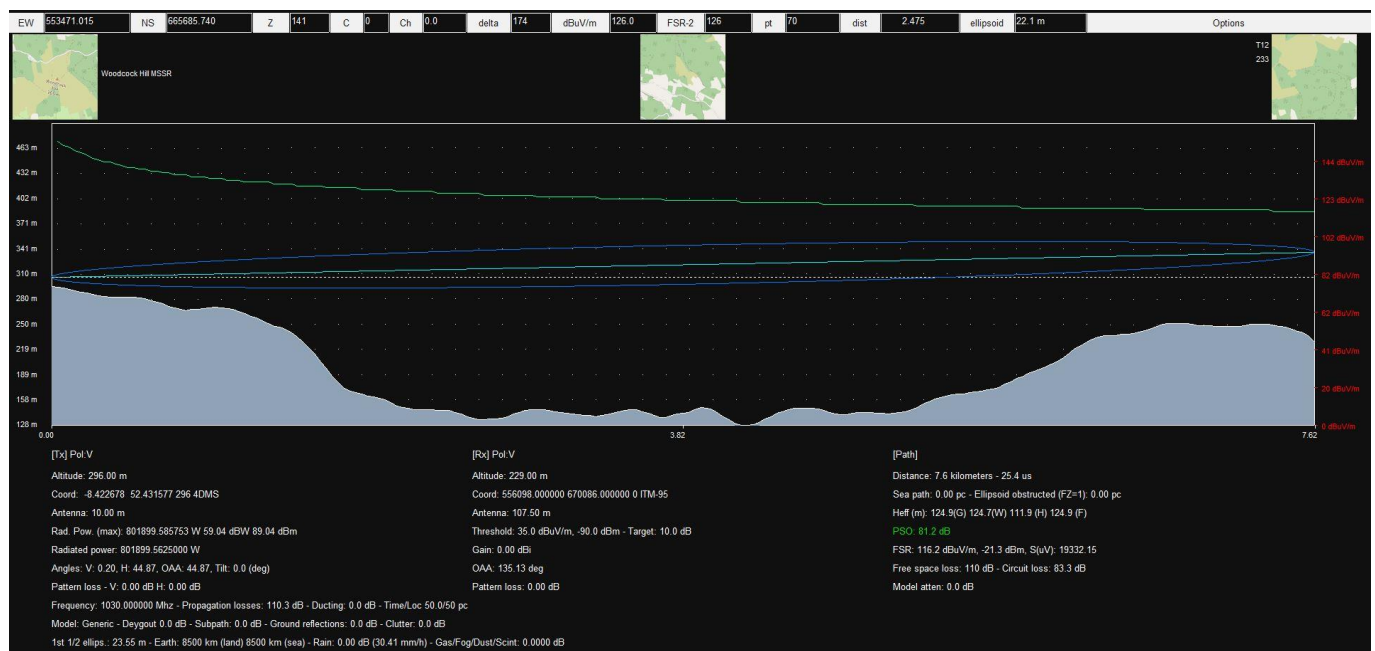 EW 553471.015 NS 665685.740 Z 141 C 0 Ch 0.0 delta 174 dBuV/m 126.0 FSR-2 126 pt 70 dist 2.475 ellipsoid 22.1 m Options
Woodcock Hill MSSR
T12
233
463 m
432 m
402 m
371 m
341 m
310 m
280 m
250 m
219 m
189 m
158 m
128 m
144 dBuV/m
123 dBuV/m
102 dBuV/m
82 dBuV/m
62 dBuV/m
41 dBuV/m
20 dBuV/m
0 dBuV/m
0.00 3.82 7.62
[Tx] Pol:V
Altitude: 296.00 m
Coord: -8.422678 52.431577 296 4DMS
Antenna: 10.00 m
Rad. Pow. (max): 801899.585753 W 59.04 dBW 89.04 dBm
Radiated power: 801899.5625000 W
Angles: V: 0.20, H: 44.87, OAA: 44.87, Tilt: 0.0 (deg)
Pattern loss - V: 0.00 dB H: 0.00 dB
Frequency: 1030.000000 Mhz - Propagation losses: 110.3 dB - Ducting: 0.0 dB - Time/Loc 50.0/50 pc
Model: Generic - Deygout 0.0 dB - Subpath: 0.0 dB - Ground reflections: 0.0 dB - Clutter: 0.0 dB
1st 1/2 ellips.: 23.55 m - Earth: 8500 km (land) 8500 km (sea) - Rain: 0.00 dB (30.41 mm/h) - Gas/Fog/Dust/Scint: 0.0000 dB
[Rx] Pol:V
Altitude: 229.00 m
Coord: 556098.000000 670086.000000 0 ITM-95
Antenna: 107.50 m
Threshold: 35.0 dBuV/m, -90.0 dBm - Target: 10.0 dB
Gain: 0.00 dBi
OAA: 135.13 deg
Pattern loss: 0.00 dB
[Path]
Distance: 7.6 kilometers - 25.4 us
Sea path: 0.00 pc - Ellipsoid obstructed (FZ=1): 0.00 pc
Heff (m): 124.9(G) 124.7(W) 111.9 (H) 124.9 (F)
PSO: 81.2 dB
FSR: 116.2 dBuV/m, -21.3 dBm, S(uV): 19332.15
Free space loss: 110 dB - Circuit loss: 83.3 dB
Model atten: 0.0 dB